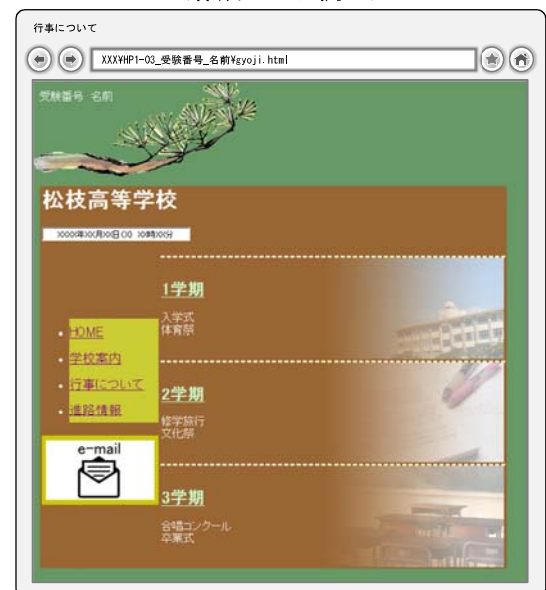 行事について
XXX¥HP1-03_受験番号_名前¥gyoji.html
受験番号 名前
松枝高等学校
XXXX年XX月XX日(XX) XX時XX分
1学期
入学式
体育祭
・HOME
・学校案内
・行事について
・進路情報
2学期
修学旅行
文化祭
e-mail
3学期
合唱コンクール
卒業式